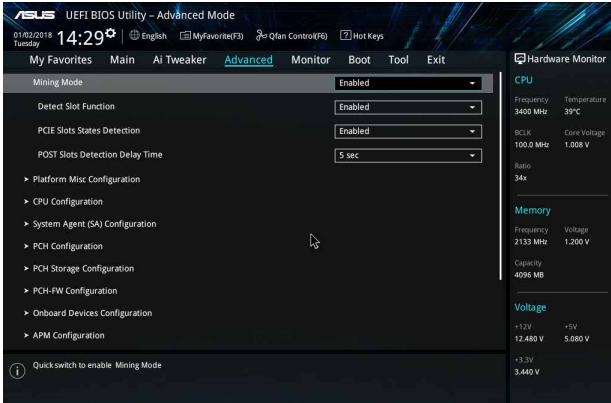 ASUS UEFI BIOS Utility – Advanced Mode
01/02/2018 Tuesday 14:29 English MyFavorite(F3) Qfan Control(F6) ? Hot Keys
My Favorites Main Ai Tweaker Advanced Monitor Boot Tool Exit
Mining Mode Enabled
Detect Slot Function Enabled
PCIE Slots States Detection Enabled
POST Slots Detection Delay Time 5 sec
> Platform Misc Configuration
> CPU Configuration
> System Agent (SA) Configuration
> PCH Configuration
> PCH Storage Configuration
> PCH-FW Configuration
> Onboard Devices Configuration
> APM Configuration
i Quick switch to enable Mining Mode
Hardware Monitor
CPU
Frequency Temperature
3400 MHz 39°C
BCLK Core Voltage
100.0 MHz 1.008 V
Ratio
34x
Memory
Frequency Voltage
2133 MHz 1.200 V
Capacity
4096 MB
Voltage
+12V +5V
12.480 V 5.080 V
+3.3V
3.440 V